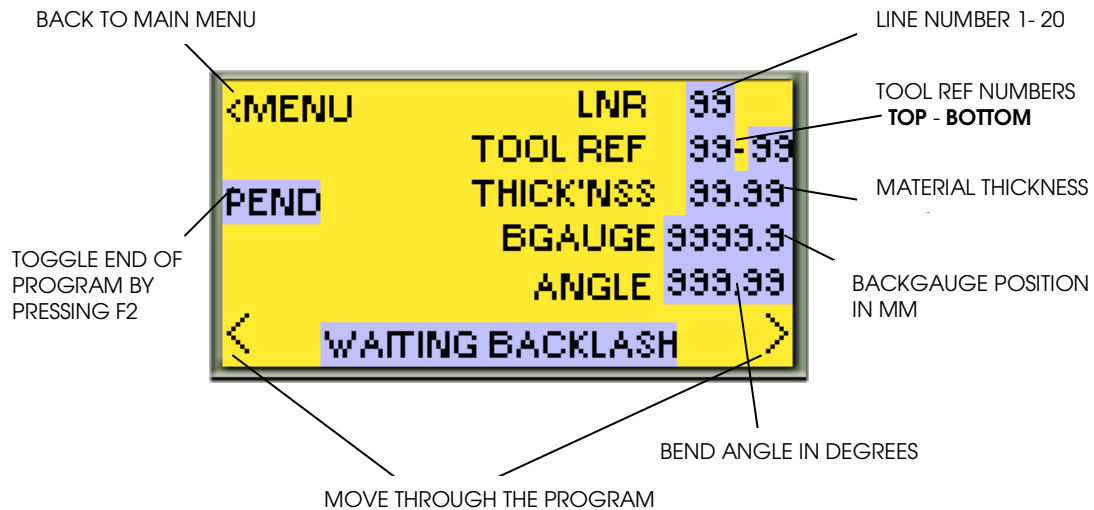 BACK TO MAIN MENU
LINE NUMBER 1- 20
<MENU LNR 99
TOOL REF NUMBERS
TOP - BOTTOM
TOOL REF 99-99
PEND THICK'NSS 99.99
MATERIAL THICKNESS
BGAUGE 9999.9
TOGGLE END OF
PROGRAM BY
PRESSING F2
ANGLE 999.99
BACKGAUGE POSITION
IN MM
< WAITING BACKLASH >
BEND ANGLE IN DEGREES
MOVE THROUGH THE PROGRAM